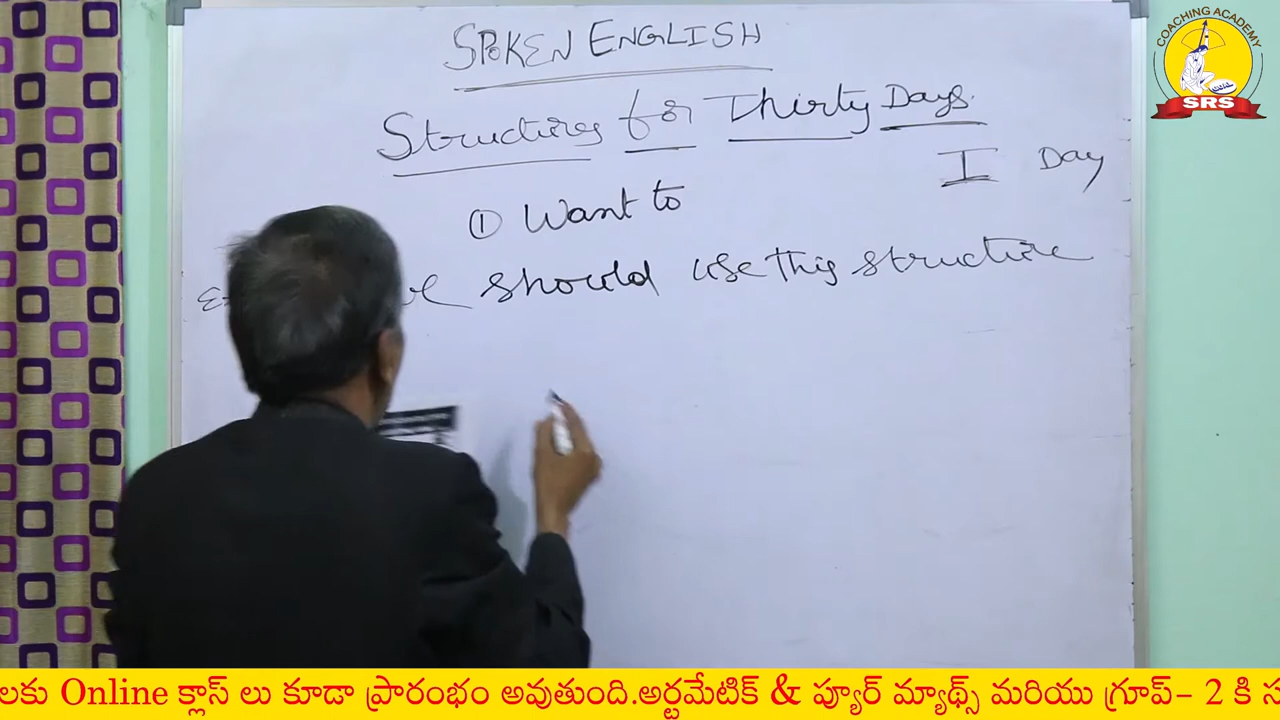 COACHING ACADEMY
SRS
SPOKEN ENGLISH
Structures for Thirty Days.
I Day
① Want to
should use this structure
లకు Online క్లాస్ లు కూడా ప్రారంభం అవుతుంది.అర్థమేటిక్ & ప్యూర్ మ్యాథ్స్ మరియు గ్రూప్- 2 కి స